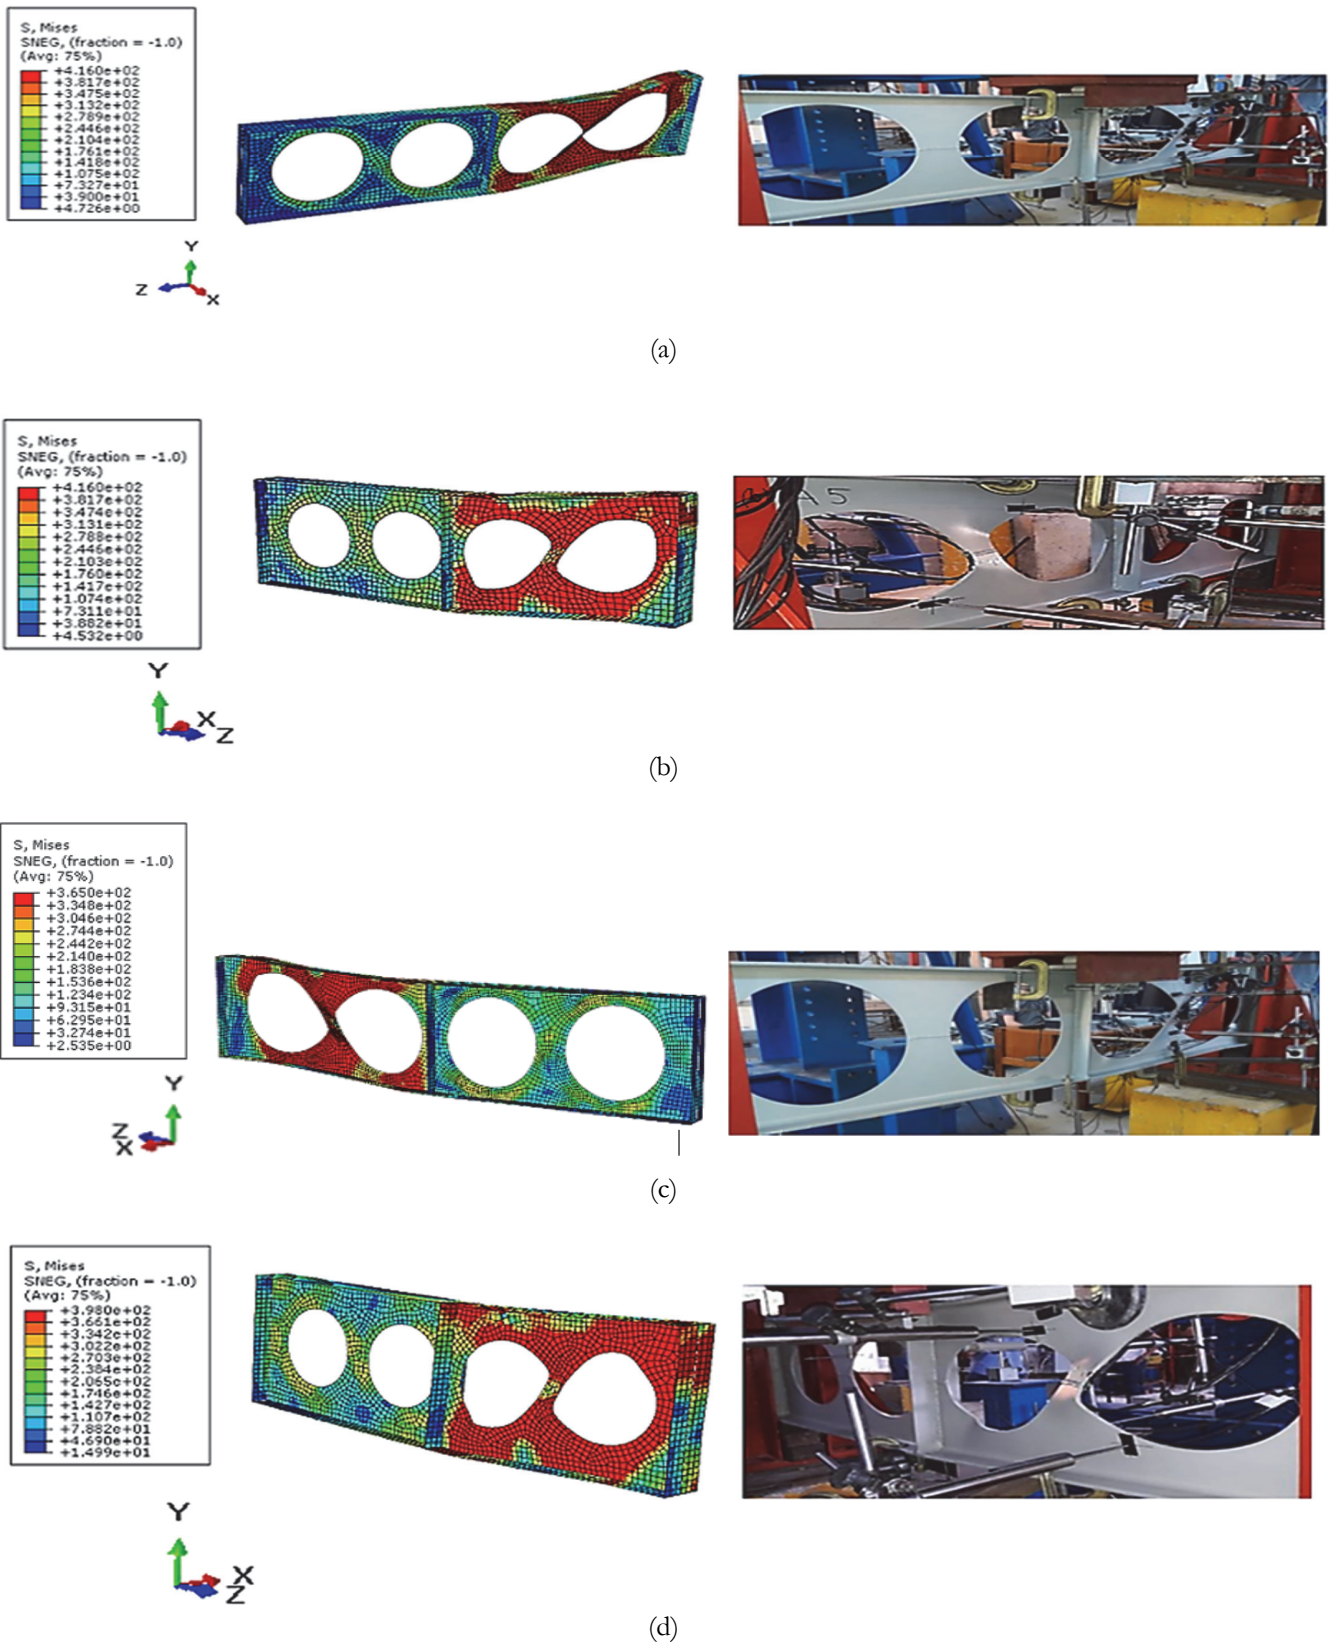 S, Mises
SNEG, (fraction = -1.0)
(Avg: 75%)
+4.160e+02
+3.817e+02
+3.475e+02
+3.132e+02
+2.789e+02
+2.446e+02
+2.104e+02
+1.761e+02
+1.418e+02
+1.075e+02
+7.327e+01
+3.900e+01
+4.726e+00
Y
Z
X
(a)
S, Mises
SNEG, (fraction = -1.0)
(Avg: 75%)
+4.160e+02
+3.817e+02
+3.474e+02
+3.131e+02
+2.788e+02
+2.446e+02
+2.103e+02
+1.760e+02
+1.417e+02
+1.074e+02
+7.311e+01
+3.882e+01
+4.532e+00
A5
Y
X
Z
(b)
S, Mises
SNEG, (fraction = -1.0)
(Avg: 75%)
+3.650e+02
+3.348e+02
+3.046e+02
+2.744e+02
+2.442e+02
+2.140e+02
+1.838e+02
+1.536e+02
+1.234e+02
+9.315e+01
+6.295e+01
+3.274e+01
+2.535e+00
Y
Z
X
(c)
S, Mises
SNEG, (fraction = -1.0)
(Avg: 75%)
+3.980e+02
+3.661e+02
+3.342e+02
+3.022e+02
+2.703e+02
+2.384e+02
+2.065e+02
+1.746e+02
+1.427e+02
+1.107e+02
+7.882e+01
+4.690e+01
+1.499e+01
Y
X
Z
(d)